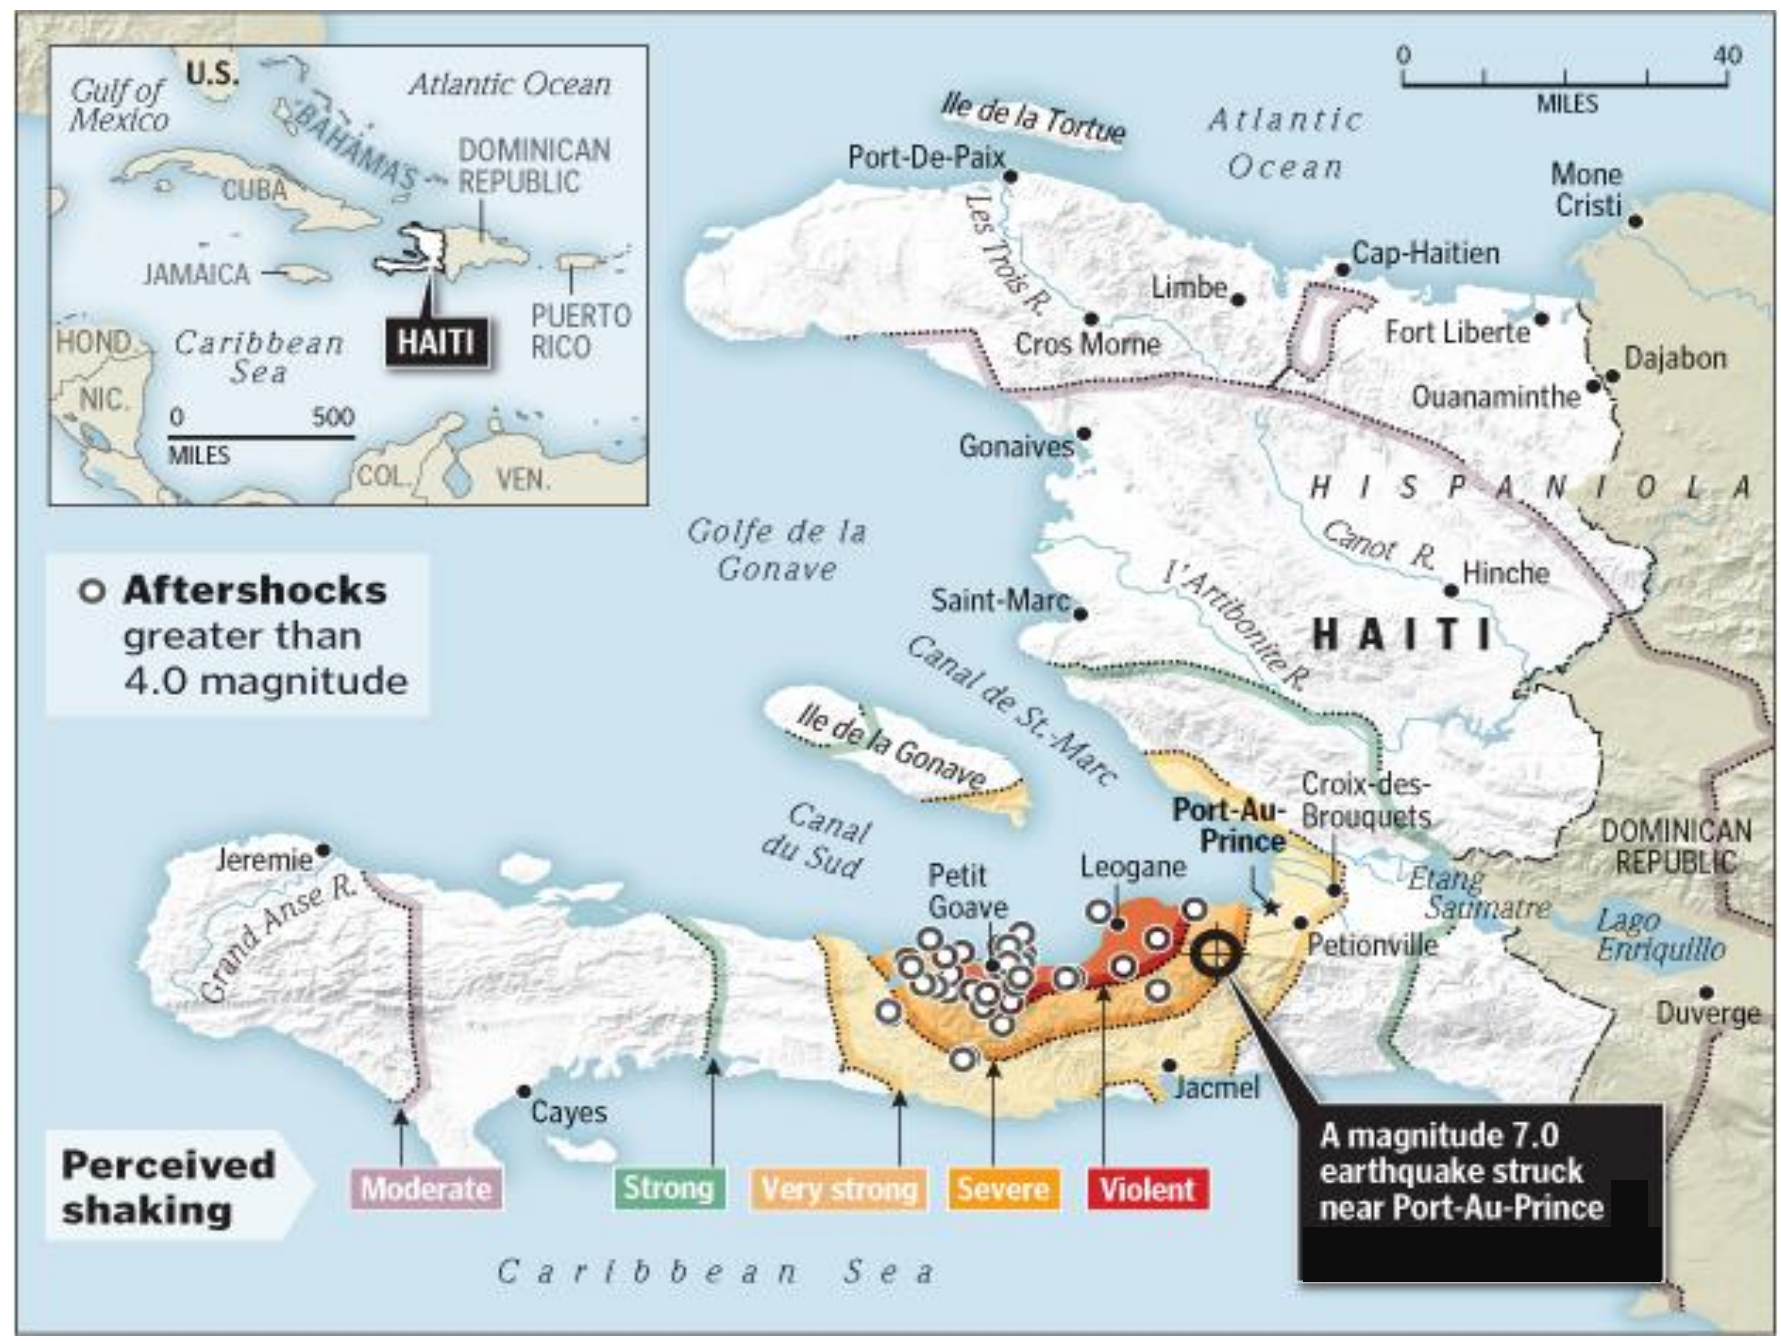 Gulf of
Mexico
U.S.
Atlantic Ocean
BAHAMAS
DOMINICAN
REPUBLIC
CUBA
JAMAICA
HAITI
PUERTO
RICO
HOND.
NIC.
Caribbean
Sea
0 500
MILES
COL.
VEN.
0 40
MILES
Ile de la Tortue
Atlantic
Ocean
Port-De-Paix
Les Trois R.
Mone
Cristi
Cap-Haitien
Limbe
Cros Morne
Fort Liberte
Dajabon
Ouanaminthe
Gonaives
HISPANIOLA
Golfe de la
Gonave
Canot R.
Hinche
l'Artibonite R.
Saint-Marc
HAITI
Aftershocks
greater than
4.0 magnitude
Canal de St.-Marc
Ile de la Gonave
Canal
du Sud
Port-Au-
Prince
Croix-des-
Brouquets
DOMINICAN
REPUBLIC
Jeremie
Grand Anse R.
Petit
Goave
Leogane
Etang
Saumatre
Lago
Enriquillo
Petionville
Duverge
Jacmel
Cayes
Perceived
shaking
Moderate
Strong
Very strong
Severe
Violent
A magnitude 7.0
earthquake struck
near Port-Au-Prince
Caribbean Sea